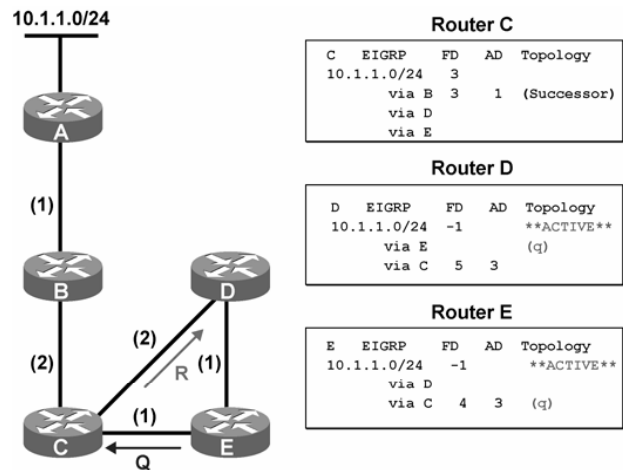 10.1.1.0/24
A
(1)
B
(2)
D
(2)
R
(1)
(1)
C
E
Q
Router C
C EIGRP FD AD Topology
10.1.1.0/24 3
via B 3 1 (Successor)
via D
via E
Router D
D EIGRP FD AD Topology
10.1.1.0/24 -1 **ACTIVE**
via E (q)
via C 5 3
Router E
E EIGRP FD AD Topology
10.1.1.0/24 -1 **ACTIVE**
via D
via C 4 3 (q)